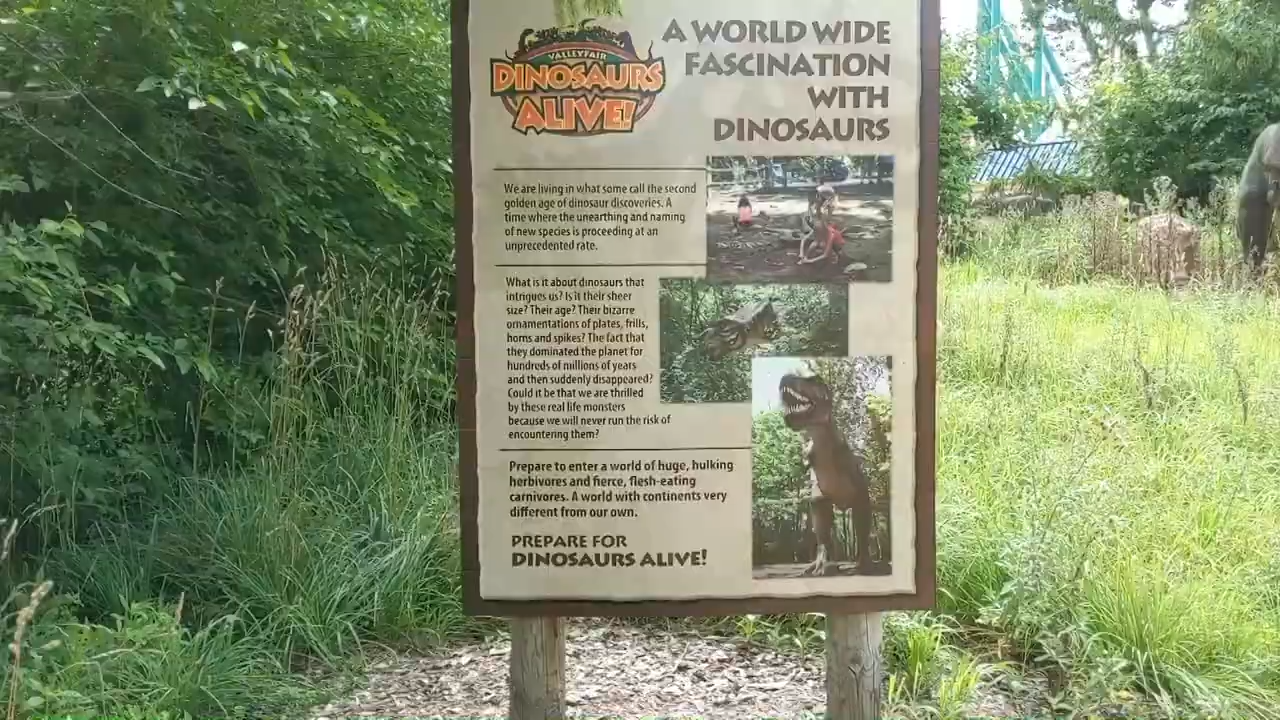 VALLEYFAIR
DINOSAURS
ALIVE!
A WORLD WIDE
FASCINATION
WITH
DINOSAURS
We are living in what some call the second
golden age of dinosaur discoveries. A
time where the unearthing and naming
of new species is proceeding at an
unprecedented rate.
What is it about dinosaurs that
intrigues us? Is it their sheer
size? Their age? Their bizarre
ornamentations of plates, frills,
horns and spikes? The fact that
they dominated the planet for
hundreds of millions of years
and then suddenly disappeared?
Could it be that we are thrilled
by these real life monsters
because we will never run the risk of
encountering them?
Prepare to enter a world of huge, hulking
herbivores and fierce, flesh-eating
carnivores. A world with continents very
different from our own.
PREPARE FOR
DINOSAURS ALIVE!